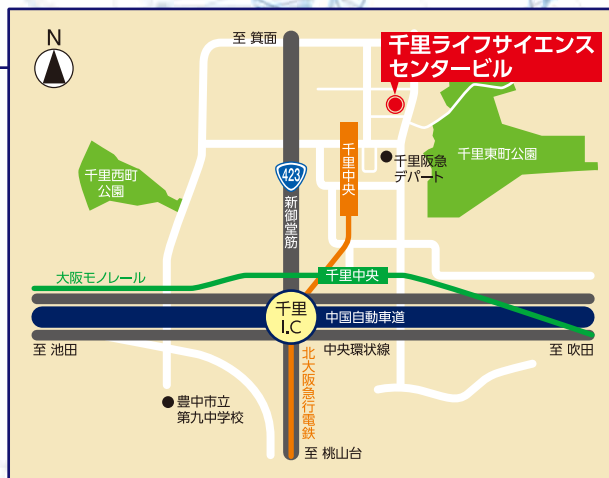 N
至 箕面
千里ライフサイエンス
センタービル
千里中央
千里阪急
デパート
千里東町公園
千里西町
公園
423
新御堂筋
大阪モノレール
千里中央
千里
I.C
中国自動車道
至 池田
中央環状線
至 吹田
北大阪急行電鉄
豊中市立
第九中学校
至 桃山台